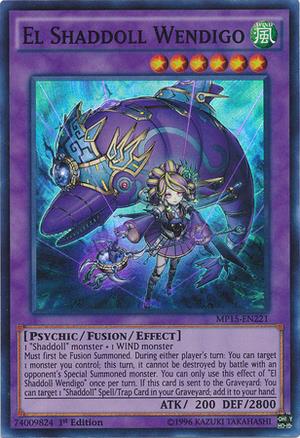 El Shaddoll Wendigo
WIND
風
MP15-EN221
[Psychic/Fusion/Effect]
1 "Shaddoll" monster + 1 WIND monster
Must first be Fusion Summoned. During either player's turn: You can target
1 monster you control; this turn, it cannot be destroyed by battle with an
opponent's Special Summoned monster. You can only use this effect of "El
Shaddoll Wendigo" once per turn. If this card is sent to the Graveyard: You can
target 1 "Shaddoll" Spell/Trap Card in your Graveyard; add it to your hand.
ATK/ 200 DEF/2800
74009824 1st Edition ©1996 KAZUKI TAKAHASHI